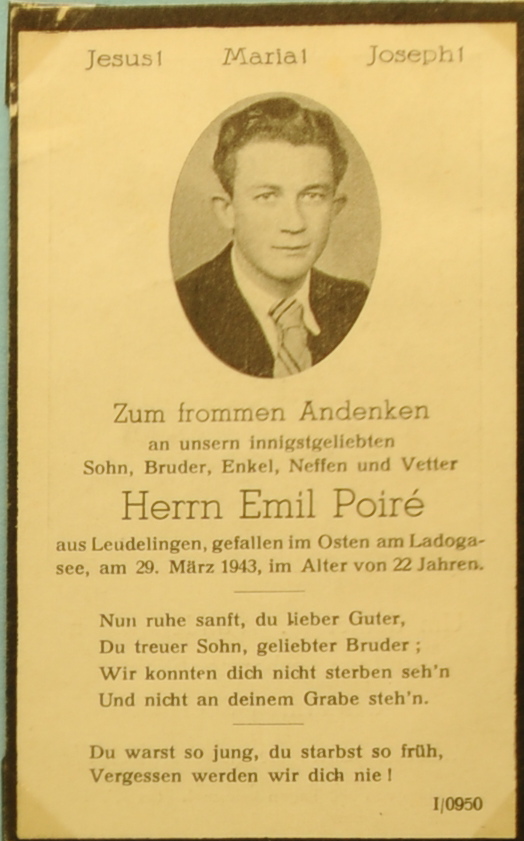 Jesus! Maria! Joseph!
Zum frommen Andenken
an unsern innigstgeliebten
Sohn, Bruder, Enkel, Neffen und Vetter
Herrn Emil Poiré
aus Leudelingen, gefallen im Osten am Ladoga-
see, am 29. März 1943, im Alter von 22 Jahren.
Nun ruhe sanft, du lieber Guter,
Du treuer Sohn, geliebter Bruder ;
Wir konnten dich nicht sterben seh'n
Und nicht an deinem Grabe steh'n.
Du warst so jung, du starbst so früh,
Vergessen werden wir dich nie !
I/0950